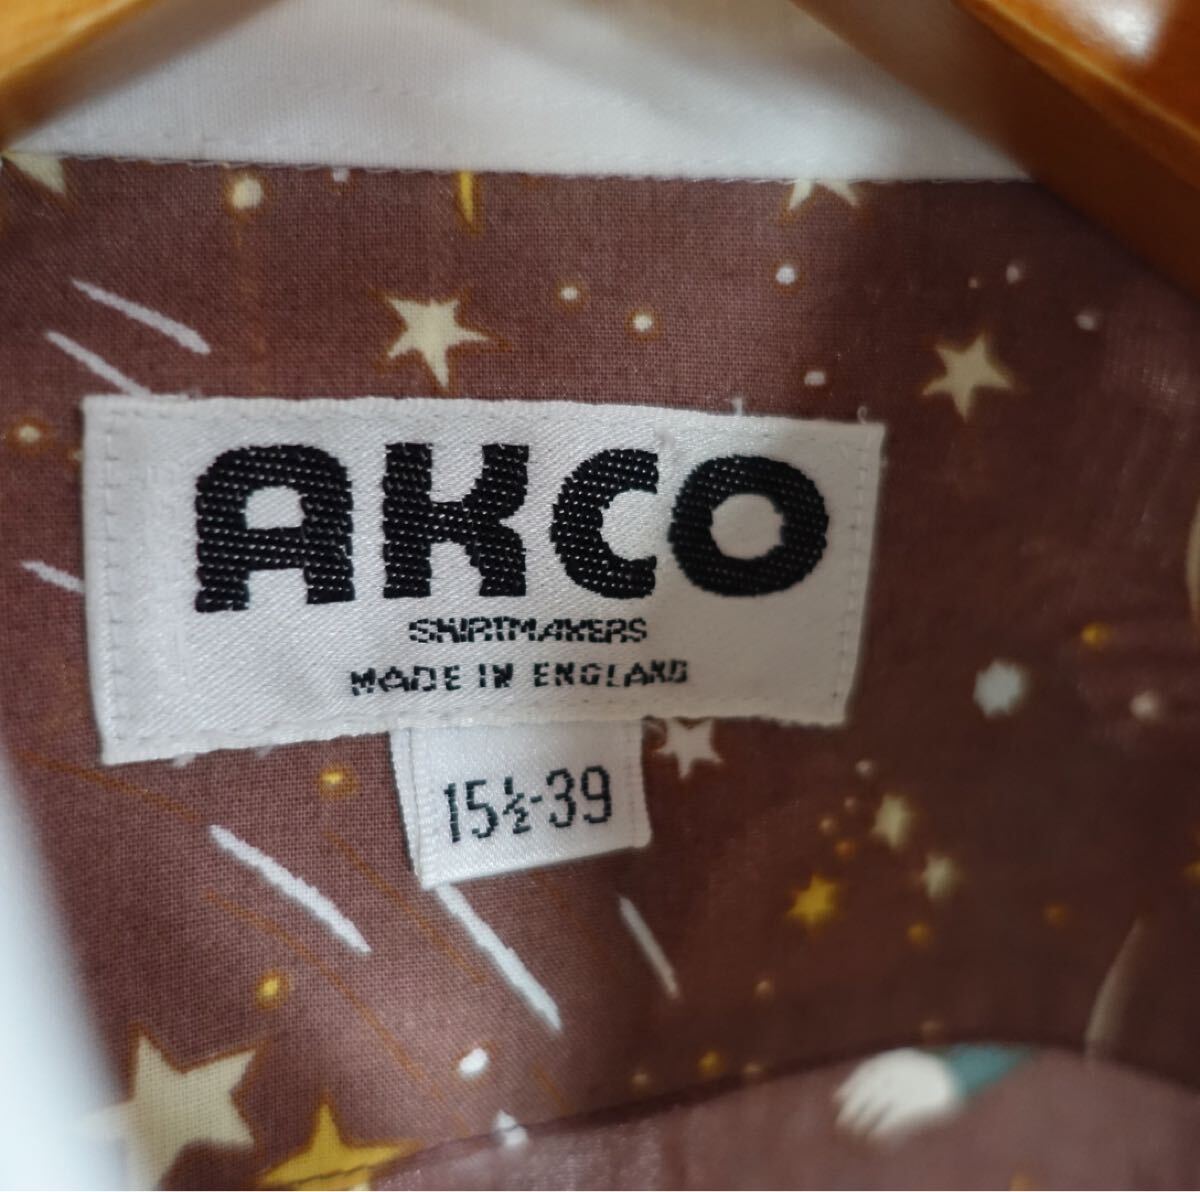 AKCO
SHIRTMAKERS
MADE IN ENGLAND
15½-39